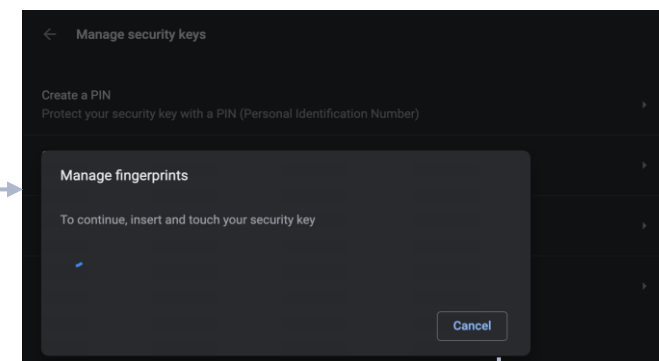 Manage security keys
Create a PIN
Protect your security key with a PIN (Personal Identification Number)
Manage fingerprints
To continue, insert and touch your security key
Cancel